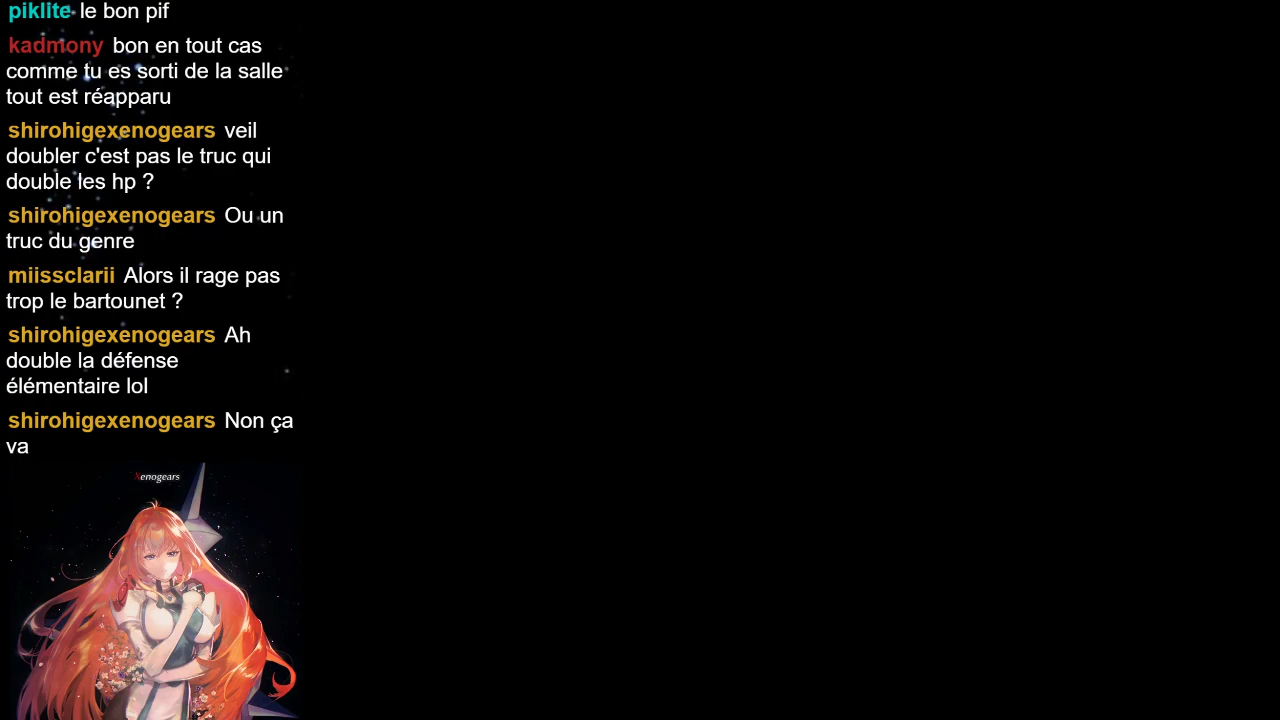 piklite le bon pif
kadmony bon en tout cas
comme tu es sorti de la salle
tout est réapparu
shirohigexenogears veil
doubler c'est pas le truc qui
double les hp ?
shirohigexenogears Ou un
truc du genre
miissclarii Alors il rage pas
trop le bartounet ?
shirohigexenogears Ah
double la défense
élémentaire lol
shirohigexenogears Non ça
va
Xenogears